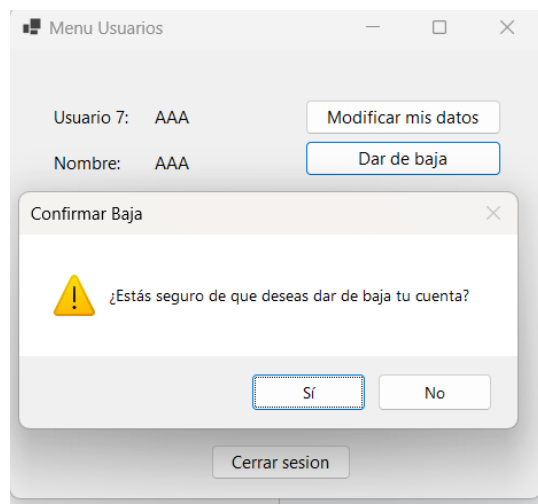 Menu Usuarios
Usuario 7: AAA Modificar mis datos
Nombre: AAA Dar de baja
Confirmar Baja
¿Estás seguro de que deseas dar de baja tu cuenta?
Sí No
Cerrar sesion